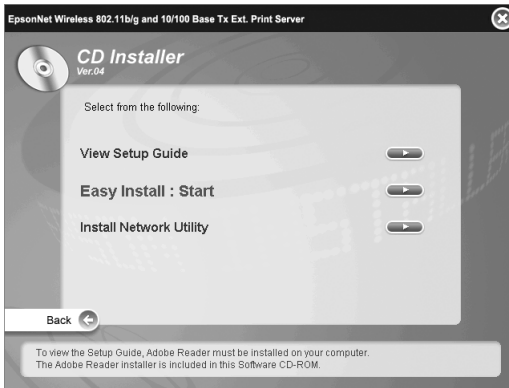 EpsonNet Wireless 802.11b/g and 10/100 Base Tx Ext. Print Server
CD Installer
Ver.04
Select from the following:
View Setup Guide
Easy Install : Start
Install Network Utility
Back
To view the Setup Guide, Adobe Reader must be installed on your computer.
The Adobe Reader installer is included in this Software CD-ROM.